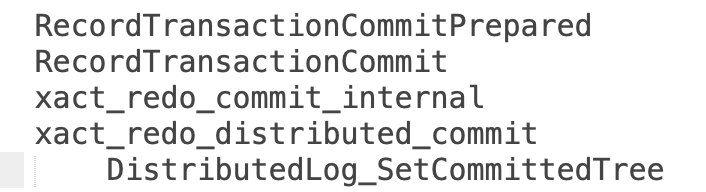 RecordTransactionCommitPrepared
RecordTransactionCommit
xact_redo_commit_internal
xact_redo_distributed_commit
DistributedLog_SetCommittedTree